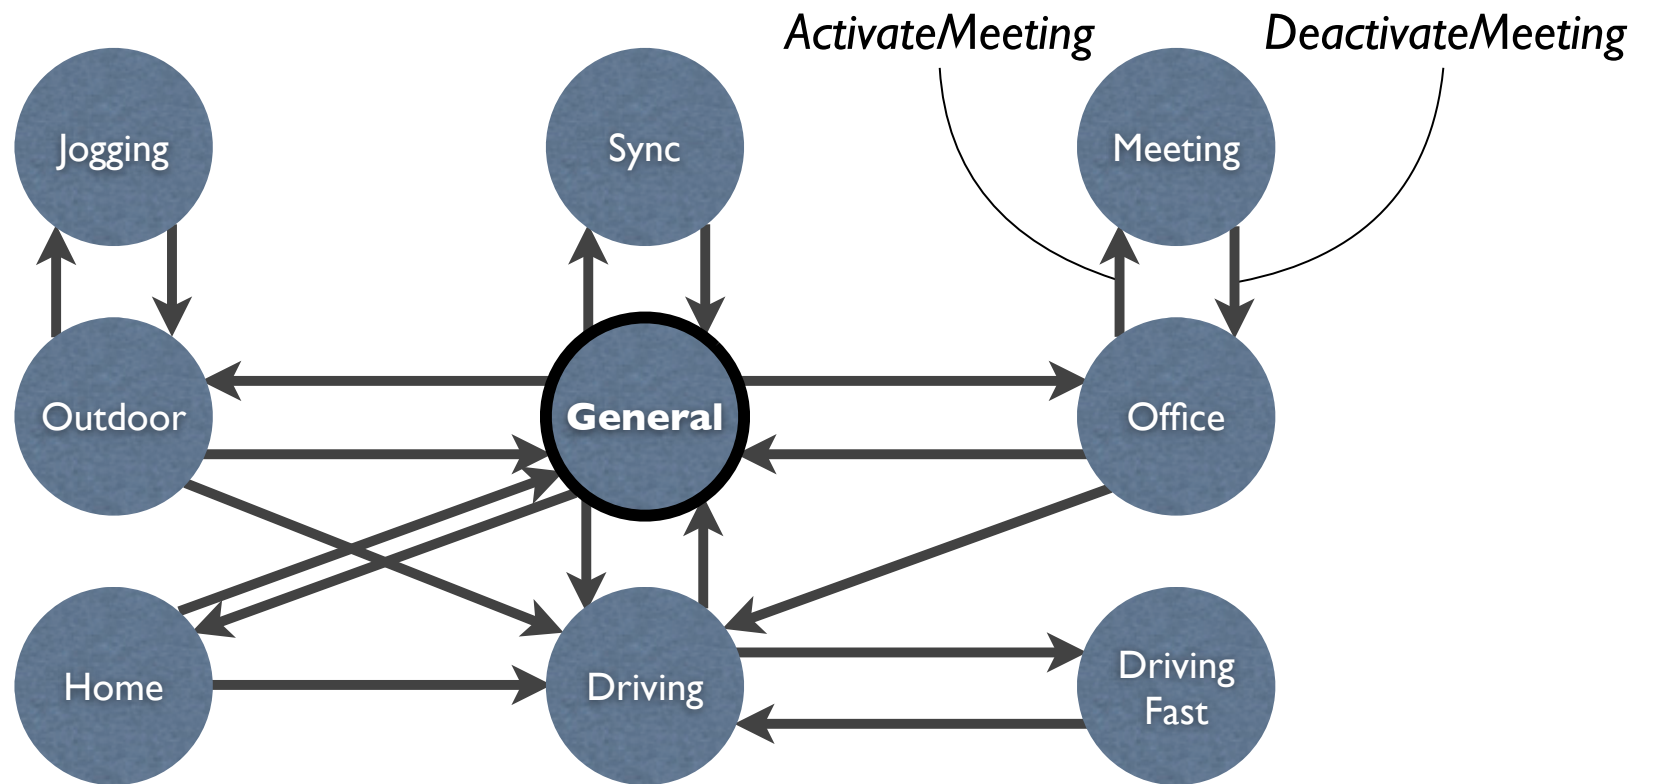 ActivateMeeting
DeactivateMeeting
Jogging
Sync
Meeting
Outdoor
General
Office
Home
Driving
Driving
Fast